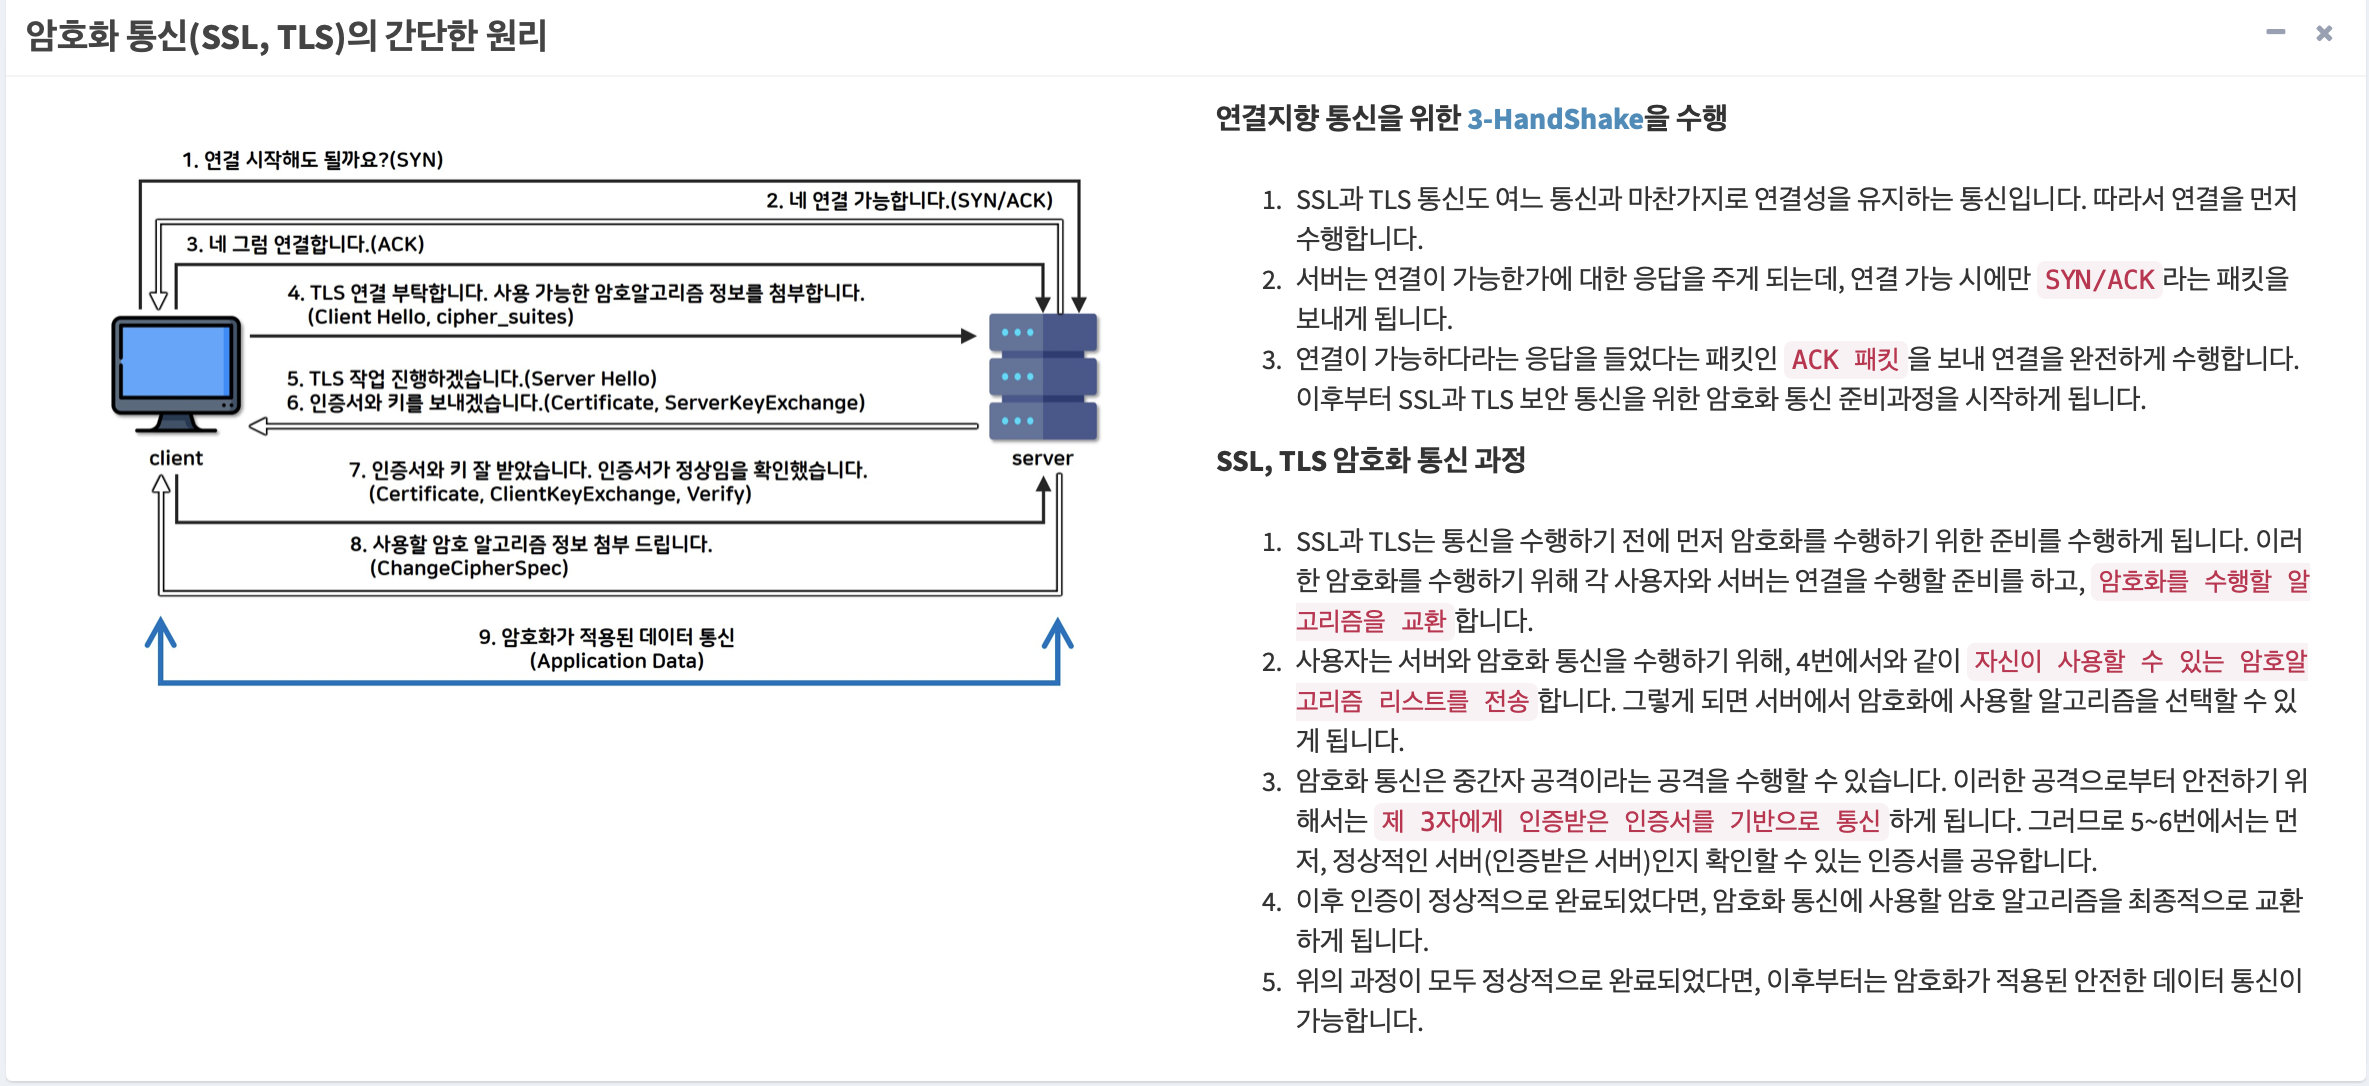 암호화 통신(SSL, TLS)의 간단한 원리
1. 연결 시작해도 될까요?(SYN)
2. 네 연결 가능합니다.(SYN/ACK)
3. 네 그럼 연결합니다.(ACK)
4. TLS 연결 부탁합니다. 사용 가능한 암호알고리즘 정보를 첨부합니다.
(Client Hello, cipher_suites)
5. TLS 작업 진행하겠습니다.(Server Hello)
6. 인증서와 키를 보내겠습니다.(Certificate, ServerKeyExchange)
client
server
7. 인증서와 키 잘 받았습니다. 인증서가 정상임을 확인했습니다.
(Certificate, ClientKeyExchange, Verify)
8. 사용할 암호 알고리즘 정보 첨부 드립니다.
(ChangeCipherSpec)
9. 암호화가 적용된 데이터 통신
(Application Data)
연결지향 통신을 위한 3-HandShake을 수행
1. SSL과 TLS 통신도 여느 통신과 마찬가지로 연결성을 유지하는 통신입니다. 따라서 연결을 먼저
수행합니다.
2. 서버는 연결이 가능한가에 대한 응답을 주게 되는데, 연결 가능 시에만 SYN/ACK라는 패킷을
보내게 됩니다.
3. 연결이 가능하다라는 응답을 들었다는 패킷인 ACK 패킷을 보내 연결을 완전하게 수행합니다.
이후부터 SSL과 TLS 보안 통신을 위한 암호화 통신 준비과정을 시작하게 됩니다.
SSL, TLS 암호화 통신 과정
1. SSL과 TLS는 통신을 수행하기 전에 먼저 암호화를 수행하기 위한 준비를 수행하게 됩니다. 이러
한 암호화를 수행하기 위해 각 사용자와 서버는 연결을 수행할 준비를 하고, 암호화를 수행할 알
고리즘을 교환합니다.
2. 사용자는 서버와 암호화 통신을 수행하기 위해, 4번에서와 같이 자신이 사용할 수 있는 암호알
고리즘 리스트를 전송합니다. 그렇게 되면 서버에서 암호화에 사용할 알고리즘을 선택할 수 있
게 됩니다.
3. 암호화 통신은 중간자 공격이라는 공격을 수행할 수 있습니다. 이러한 공격으로부터 안전하기 위
해서는 제 3자에게 인증받은 인증서를 기반으로 통신하게 됩니다. 그러므로 5~6번에서는 먼
저, 정상적인 서버(인증받은 서버)인지 확인할 수 있는 인증서를 공유합니다.
4. 이후 인증이 정상적으로 완료되었다면, 암호화 통신에 사용할 암호 알고리즘을 최종적으로 교환
하게 됩니다.
5. 위의 과정이 모두 정상적으로 완료되었다면, 이후부터는 암호화가 적용된 안전한 데이터 통신이
가능합니다.